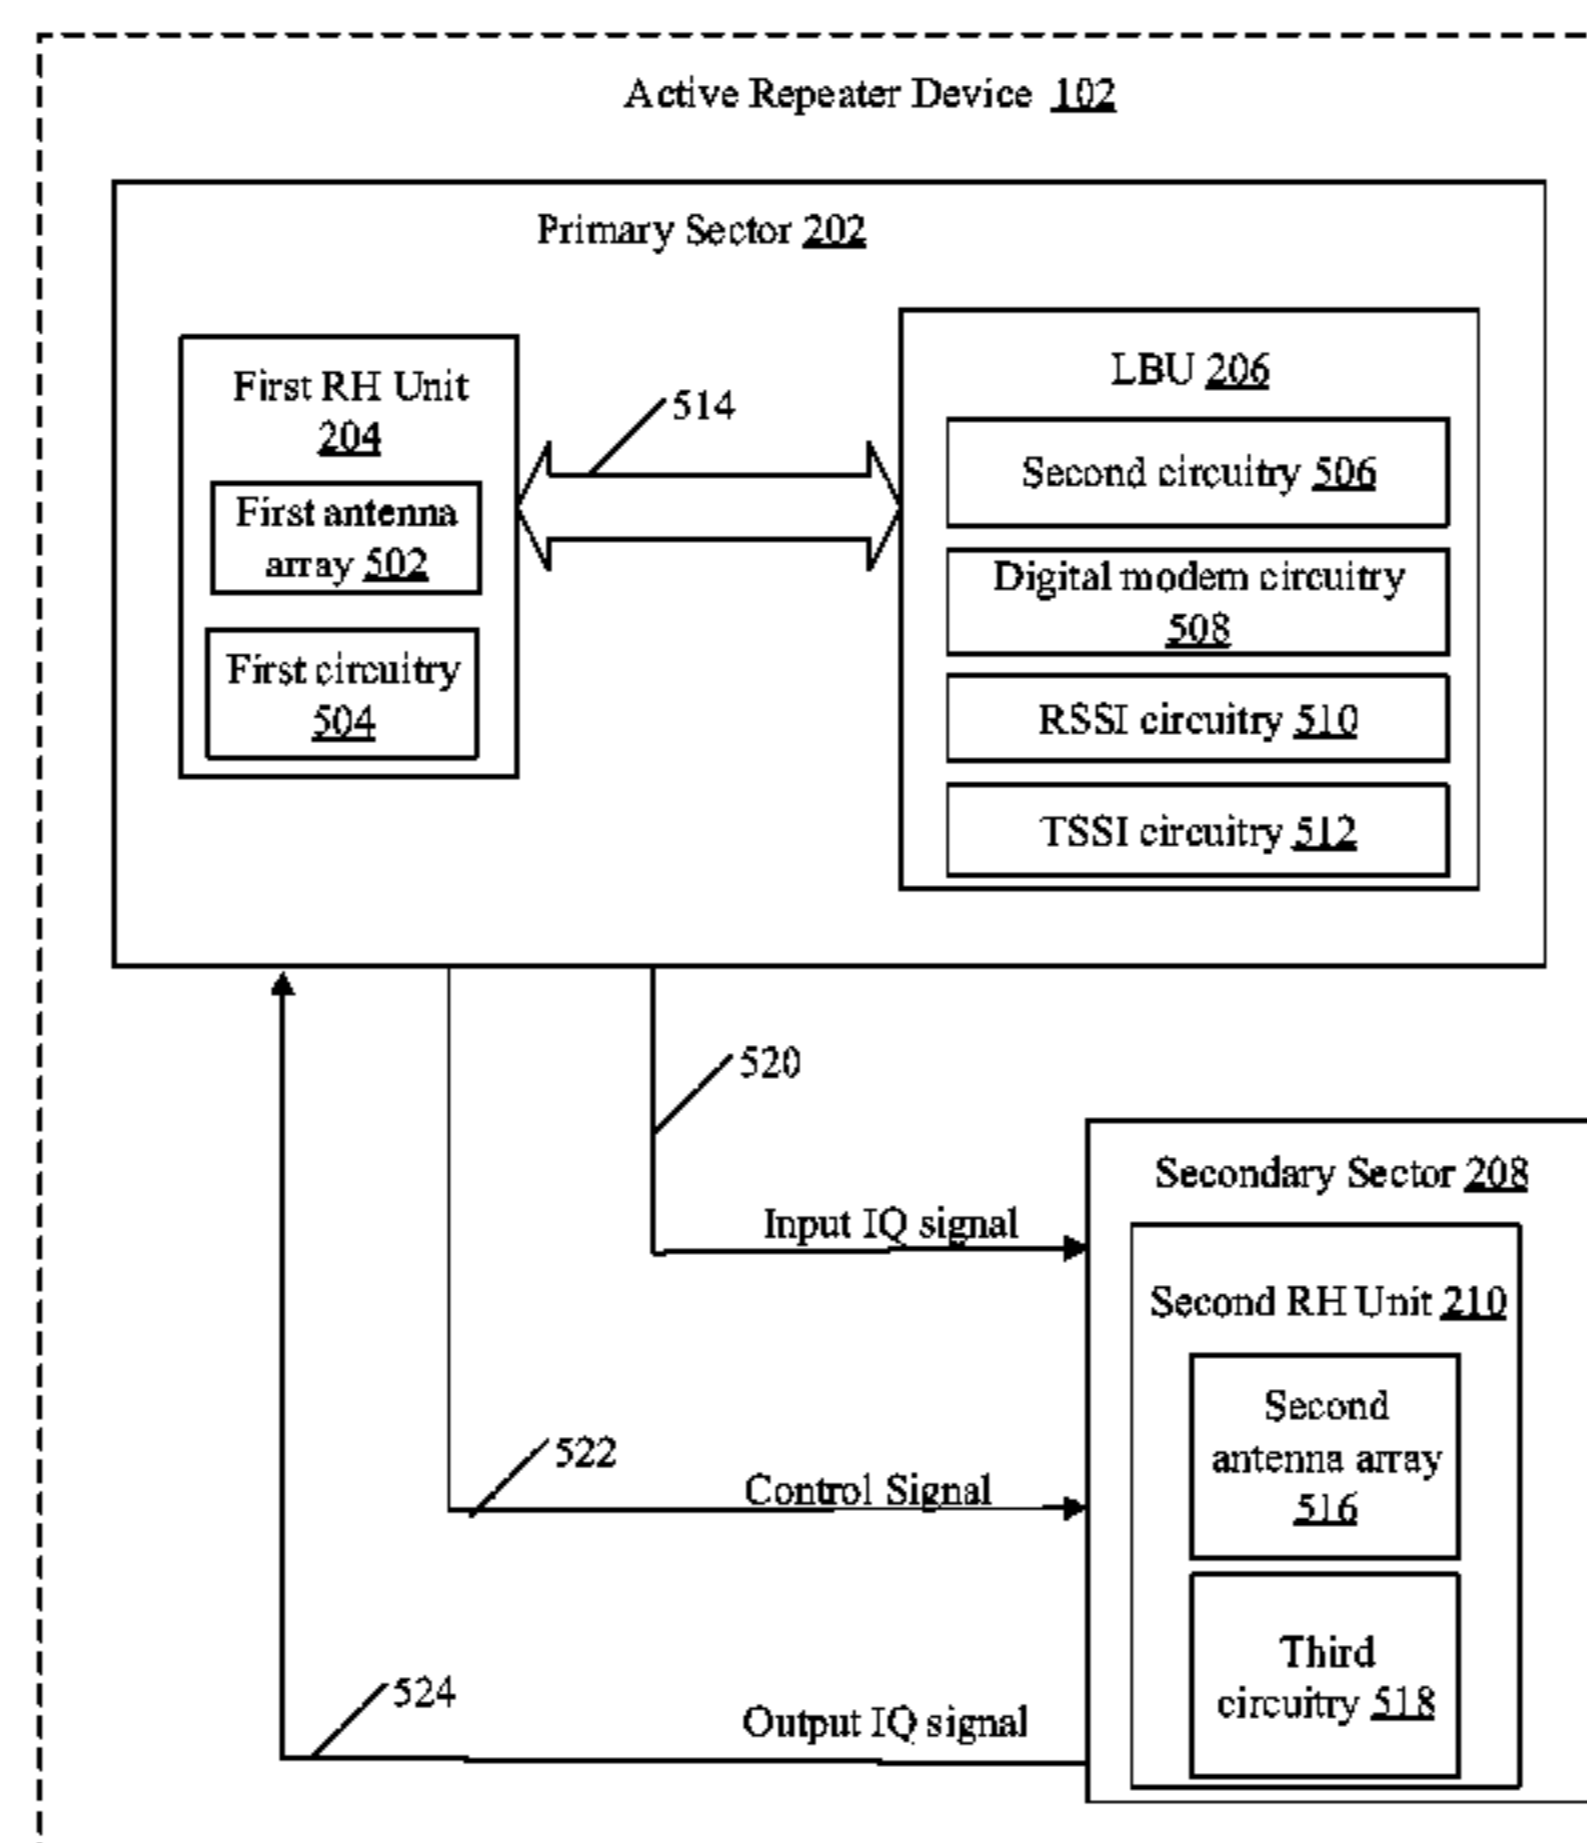 Active Repeater Device 102
Primary Sector 202
First RH Unit
204
First antenna
array 502
First circuitry
504
514
LBU 206
Second circuitry 506
Digital modem circuitry
508
RSSI circuitry 510
TSSI circuitry 512
520
Input IQ signal
522
Control Signal
524
Output IQ signal
Secondary Sector 208
Second RH Unit 210
Second
antenna array
516
Third
circuitry 518